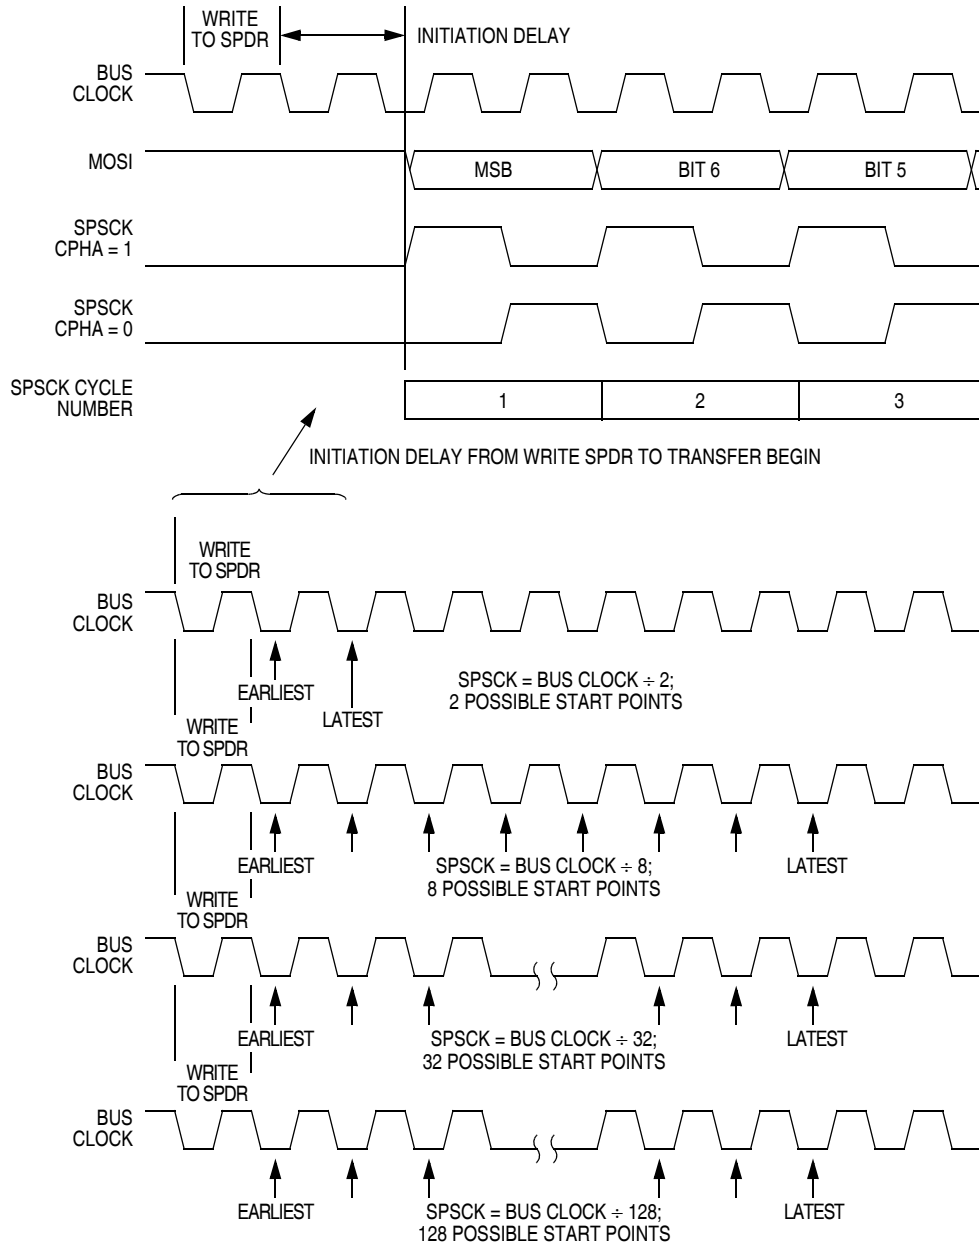 WRITE
TO SPDR
INITIATION DELAY
BUS
CLOCK
MOSI
MSB
BIT 6
BIT 5
SPSCK
CPHA = 1
SPSCK
CPHA = 0
SPSCK CYCLE
NUMBER
1
2
3
INITIATION DELAY FROM WRITE SPDR TO TRANSFER BEGIN
WRITE
TO SPDR
BUS
CLOCK
EARLIEST
LATEST
SPSCK = BUS CLOCK ÷ 2;
2 POSSIBLE START POINTS
WRITE
TO SPDR
BUS
CLOCK
EARLIEST
SPSCK = BUS CLOCK ÷ 8;
8 POSSIBLE START POINTS
LATEST
WRITE
TO SPDR
BUS
CLOCK
EARLIEST
SPSCK = BUS CLOCK ÷ 32;
32 POSSIBLE START POINTS
LATEST
WRITE
TO SPDR
BUS
CLOCK
EARLIEST
SPSCK = BUS CLOCK ÷ 128;
128 POSSIBLE START POINTS
LATEST